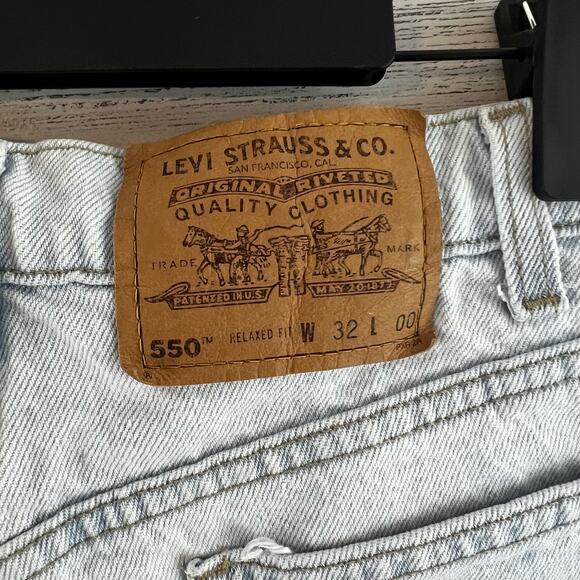 LEVI STRAUSS & CO.
SAN FRANCISCO, CAL.
ORIGINAL RIVETED
QUALITY CLOTHING
TRADE MARK
PATENTED IN U.S. MAY 20 1873
550™ RELAXED FIT W 32 L 00
®